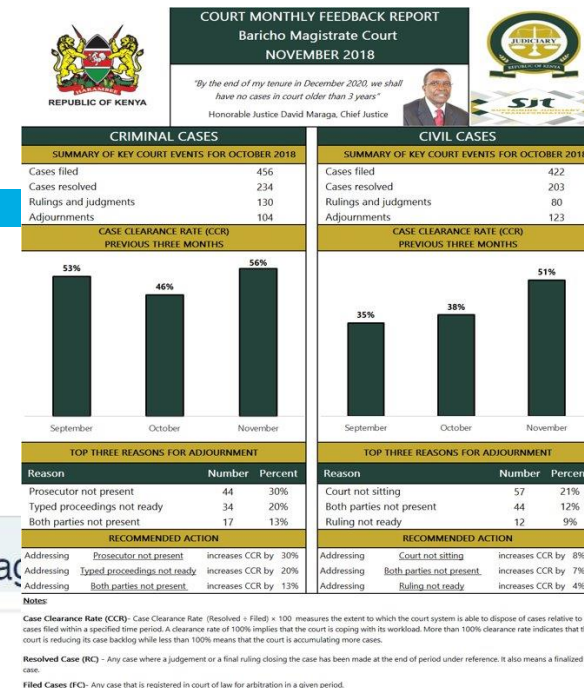 COURT MONTHLY FEEDBACK REPORT
Baricho Magistrate Court
NOVEMBER 2018
"By the end of my tenure in December 2020, we shall
have no cases in court older than 3 years"
Honorable Justice David Maraga, Chief Justice
HARAMBEE
REPUBLIC OF KENYA
JUDICIARY
REPUBLIC OF KENYA
SJT
CRIMINAL CASES
SUMMARY OF KEY COURT EVENTS FOR OCTOBER 2018
Cases filed 456
Cases resolved 234
Rulings and judgments 130
Adjournments 104
CASE CLEARANCE RATE (CCR)
PREVIOUS THREE MONTHS
53% 46% 56%
September October November
TOP THREE REASONS FOR ADJOURNMENT
Reason Number Percent
Prosecutor not present 44 30%
Typed proceedings not ready 34 20%
Both parties not present 17 13%
RECOMMENDED ACTION
Addressing Prosecutor not present increases CCR by 30%
Addressing Typed proceedings not ready increases CCR by 20%
Addressing Both parties not present increases CCR by 13%
CIVIL CASES
SUMMARY OF KEY COURT EVENTS FOR OCTOBER 2018
Cases filed 422
Cases resolved 203
Rulings and judgments 80
Adjournments 123
CASE CLEARANCE RATE (CCR)
PREVIOUS THREE MONTHS
35% 38% 51%
September October November
TOP THREE REASONS FOR ADJOURNMENT
Reason Number Percen
Court not sitting 57 21%
Both parties not present 44 12%
Ruling not ready 12 9%
RECOMMENDED ACTION
Addressing Court not sitting increases CCR by 8%
Addressing Both parties not present increases CCR by 7%
Addressing Ruling not ready increases CCR by 4%
ag
Notes:
Case Clearance Rate (CCR)- Case Clearance Rate (Resolved ÷ Filed) × 100 measures the extent to which the court system is able to dispose of cases relative to
cases filed within a specified time period. A clearance rate of 100% implies that the court is coping with its workload. More than 100% clearance rate indicates that t
court is reducing its case backlog while less than 100% means that the court is accumulating more cases.
Resolved Case (RC) - Any case where a judgement or a final ruling closing the case has been made at the end of period under reference. It also means a finalized
case.
Filed Cases (FC)- Any case that is registered in court of law for arbitration in a given period.